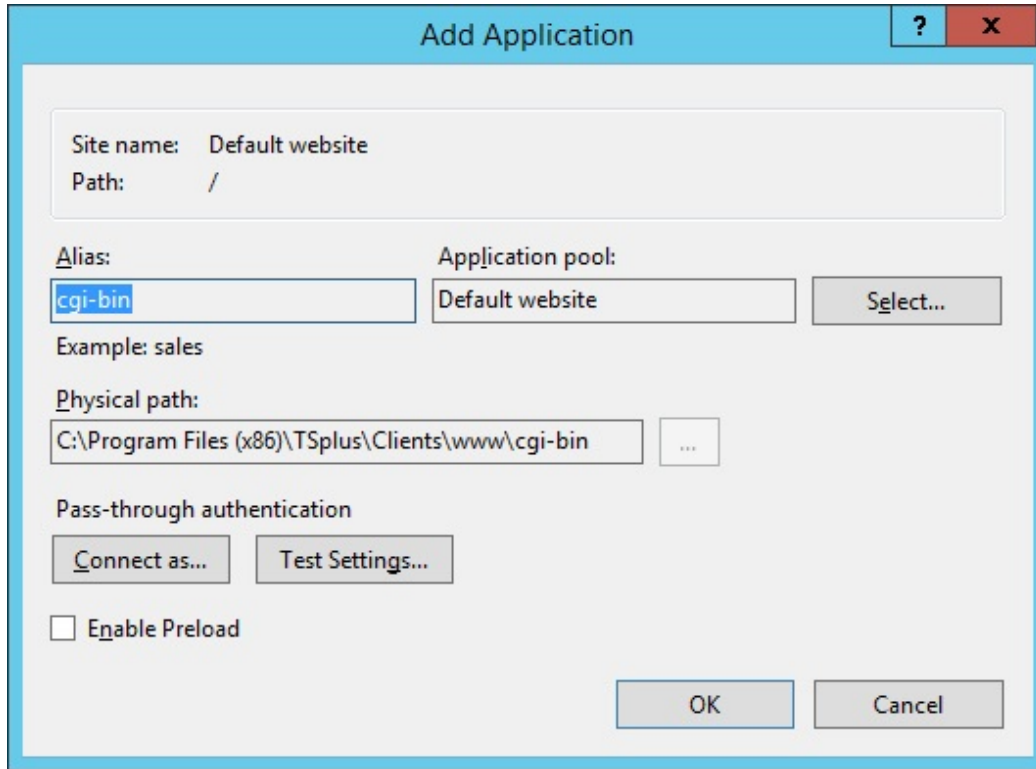 Add Application
?
x
Site name: Default website
Path: /
Alias:
Application pool:
cgi-bin
Default website
Select...
Example: sales
Physical path:
C:\Program Files (x86)\TSplus\Clients\www\cgi-bin
...
Pass-through authentication
Connect as...
Test Settings...
Enable Preload
OK
Cancel